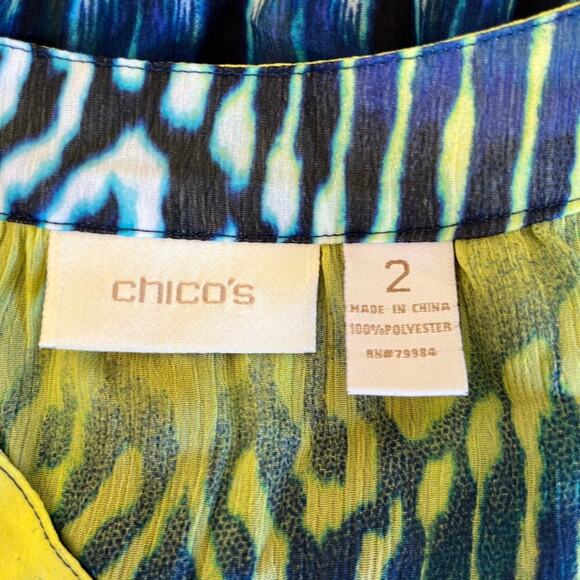 chico's
2
MADE IN CHINA
100%POLYESTER
RN#79984